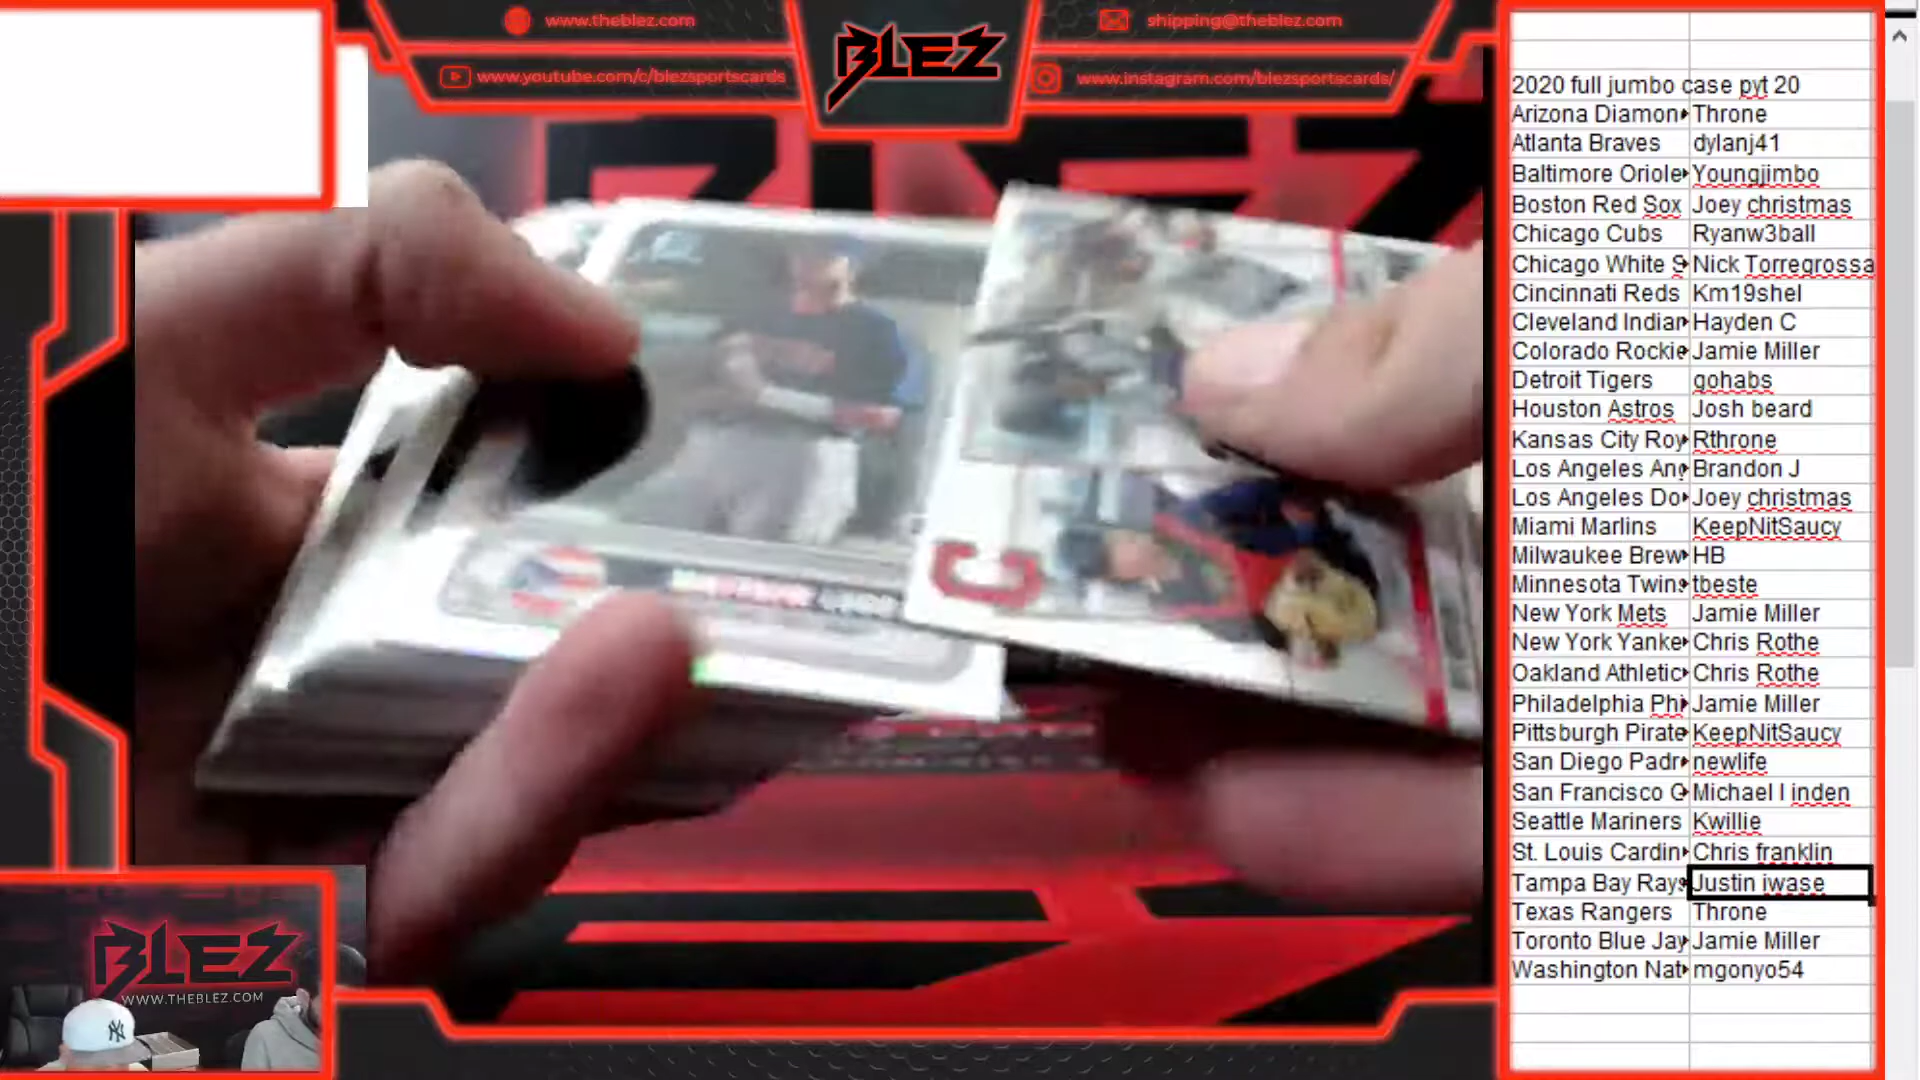 www.theblez.com
BLEZ
shipping@theblez.com
www.youtube.com/c/blezsportscards
www.instagram.com/blezsportscards/
2020 full jumbo case pyt 20
Arizona Diamon Throne
Atlanta Braves dylanj41
Baltimore Oriole Youngjimbo
Boston Red Sox Joey christmas
Chicago Cubs Ryanw3ball
Chicago White S Nick Torregrossa
Cincinnati Reds Km19shel
Cleveland Indian Hayden C
Colorado Rockie Jamie Miller
Detroit Tigers gohabs
Houston Astros Josh beard
Kansas City Roy Rthrone
Los Angeles Ang Brandon J
Los Angeles Do Joey christmas
Miami Marlins KeepNitSaucy
Milwaukee Brew HB
Minnesota Twins tbeste
New York Mets Jamie Miller
New York Yanke Chris Rothe
Oakland Athletic Chris Rothe
Philadelphia Phi Jamie Miller
Pittsburgh Pirate KeepNitSaucy
San Diego Padr newlife
San Francisco G Michael l inden
Seattle Mariners Kwillie
St. Louis Cardin Chris franklin
Tampa Bay Rays Justin iwase
Texas Rangers Throne
Toronto Blue Jay Jamie Miller
Washington Nat mgonyo54
C
BLEZ
WWW.THEBLEZ.COM
NY